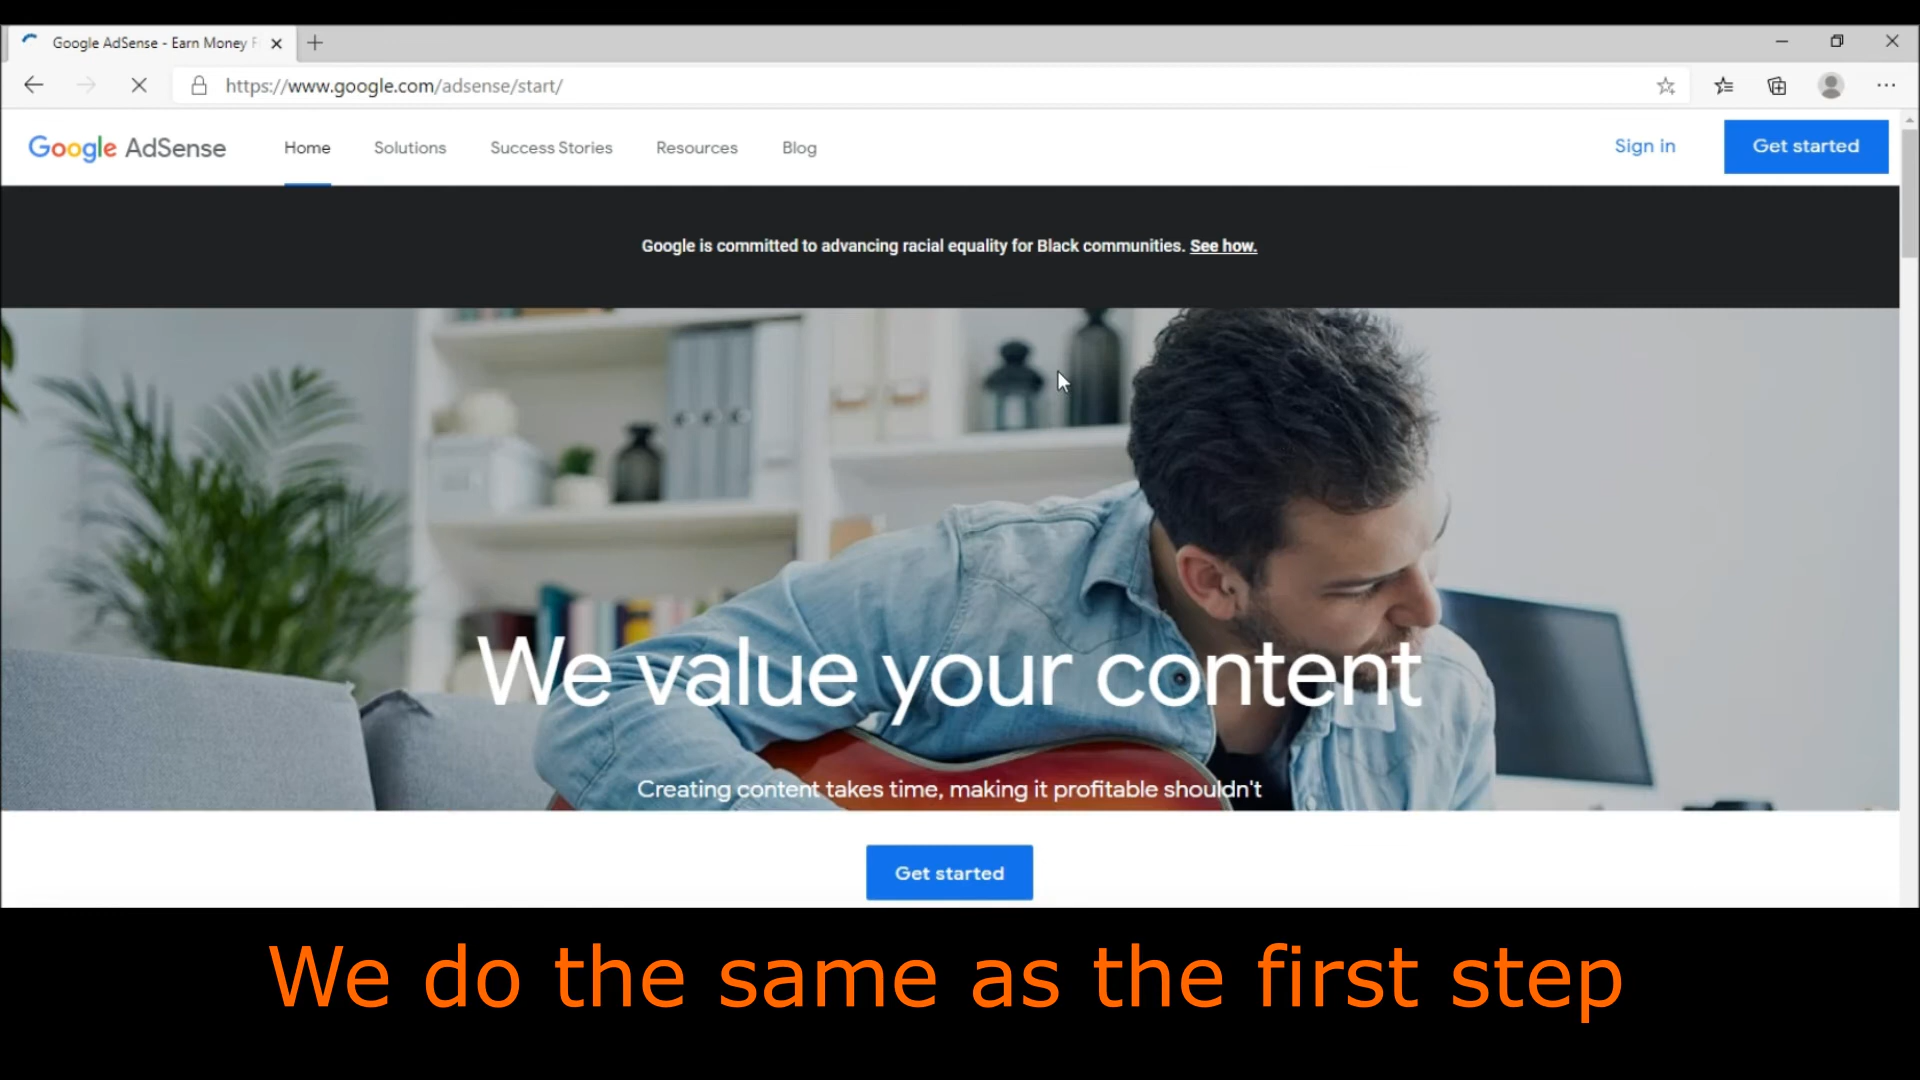 Google AdSense - Earn Money F
https://www.google.com/adsense/start/
Google AdSense Home Solutions Success Stories Resources Blog Sign in Get started
Google is committed to advancing racial equality for Black communities. See how.
We value your content
Creating content takes time, making it profitable shouldn't
Get started
We do the same as the first step